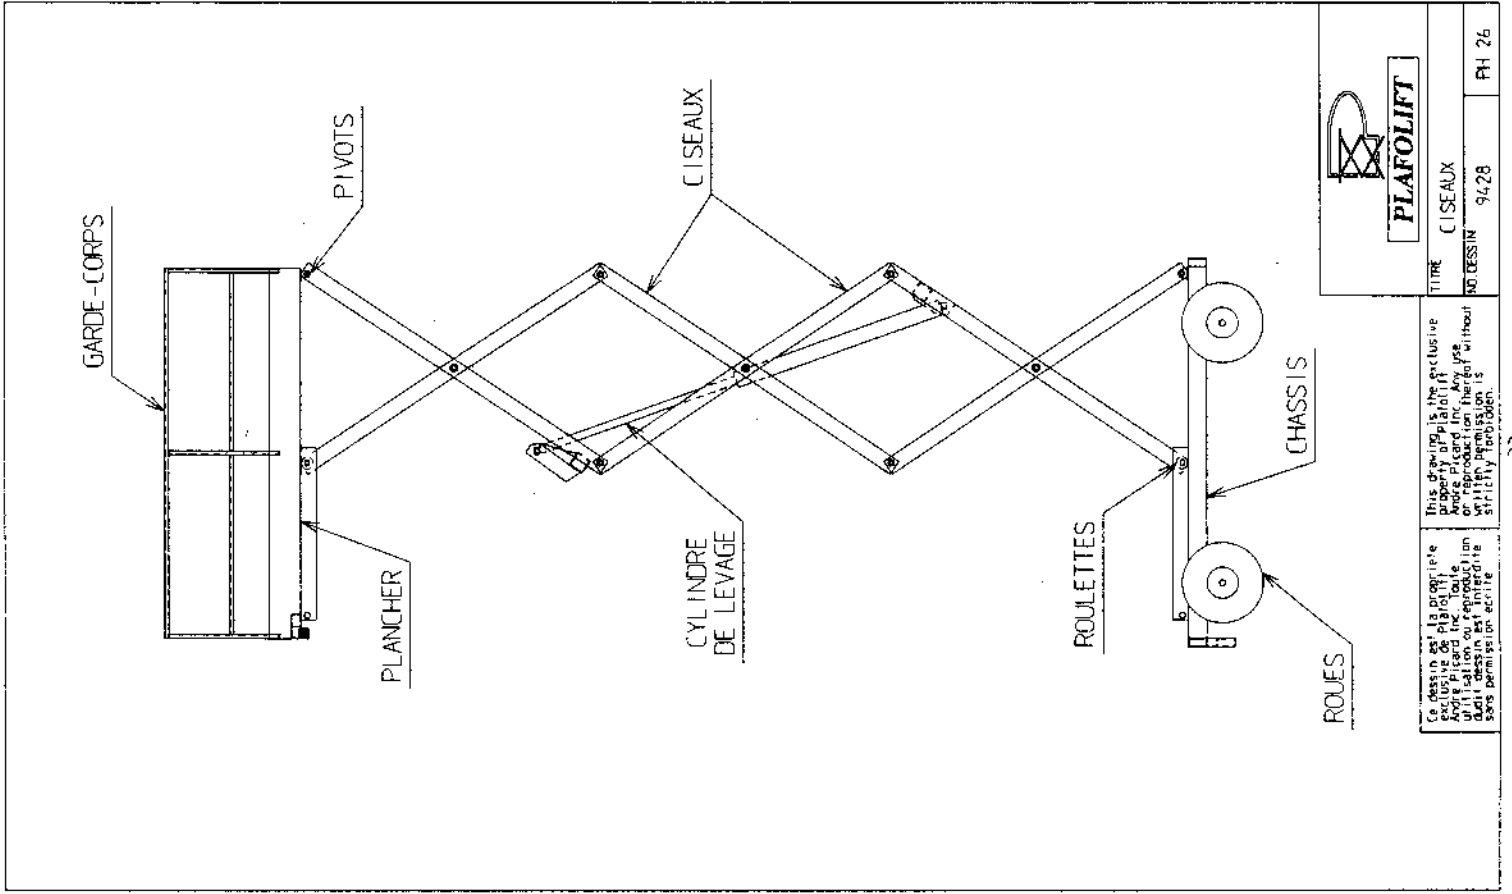 GARDE-CORPS
PIVOTS
CISEAUX
PLANCHER
CYLINDRE
DE LEVAGE
ROULETTES
CHASSIS
ROUES
PLAFOLIFT
TITRE
CISEAUX
NO. DESSIN
9428
PH 26
This drawing is the exclusive
property of Plafolift
André Picard Inc. Any use
or reproduction thereof without
written permission is
strictly forbidden.
Ce dessin est la propriete
exclusive de Plafolift
André Picard Inc. Toute
utilisation ou reproduction
dudit dessin est interdite
sans permission ecrite